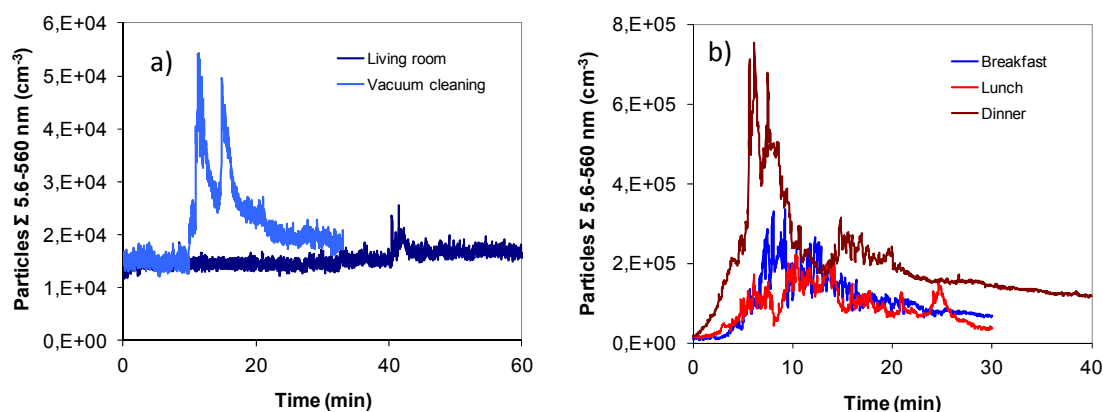 a)
Living room
Vacuum cleaning
Particles Σ 5.6-560 nm (cm⁻³)
6,E+04
5,E+04
4,E+04
3,E+04
2,E+04
1,E+04
0,E+00
0 20 40 60
Time (min)
b)
Breakfast
Lunch
Dinner
Particles Σ 5.6-560 nm (cm⁻³)
8,E+05
6,E+05
4,E+05
2,E+05
0,E+00
0 10 20 30 40
Time (min)